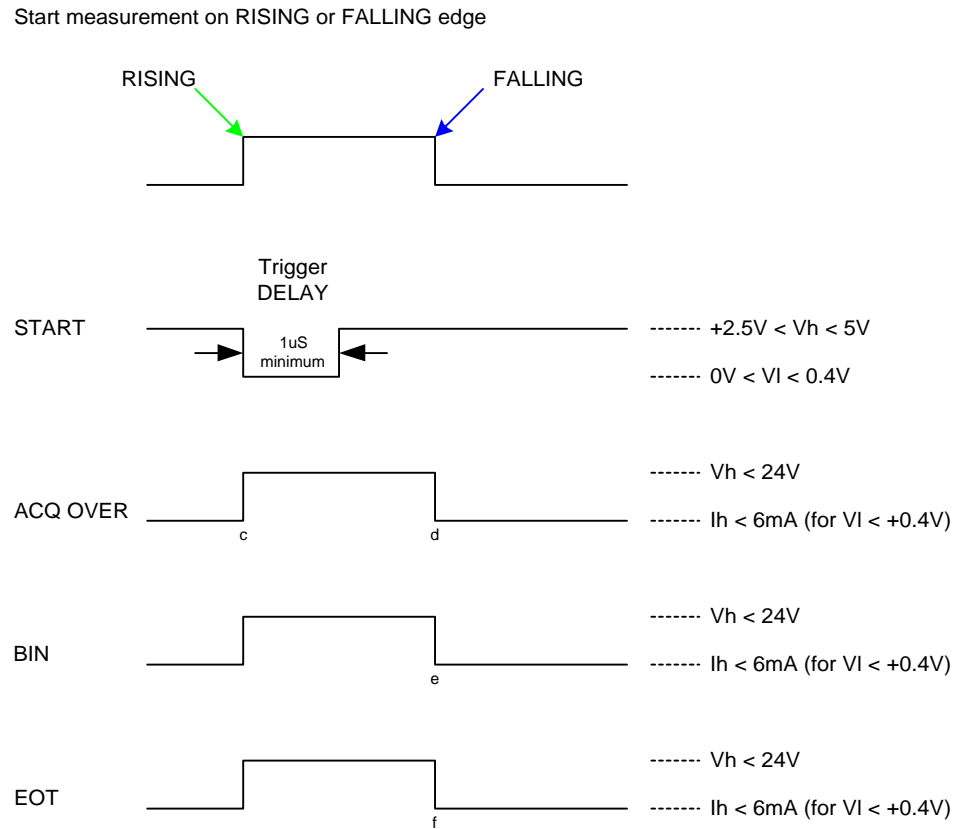 Start measurement on RISING or FALLING edge
RISING
FALLING
Trigger
DELAY
START
1uS
minimum
+2.5V < Vh < 5V
0V < Vl < 0.4V
ACQ OVER
c
d
Vh < 24V
Ih < 6mA (for Vl < +0.4V)
BIN
e
Vh < 24V
Ih < 6mA (for Vl < +0.4V)
EOT
f
Vh < 24V
Ih < 6mA (for Vl < +0.4V)